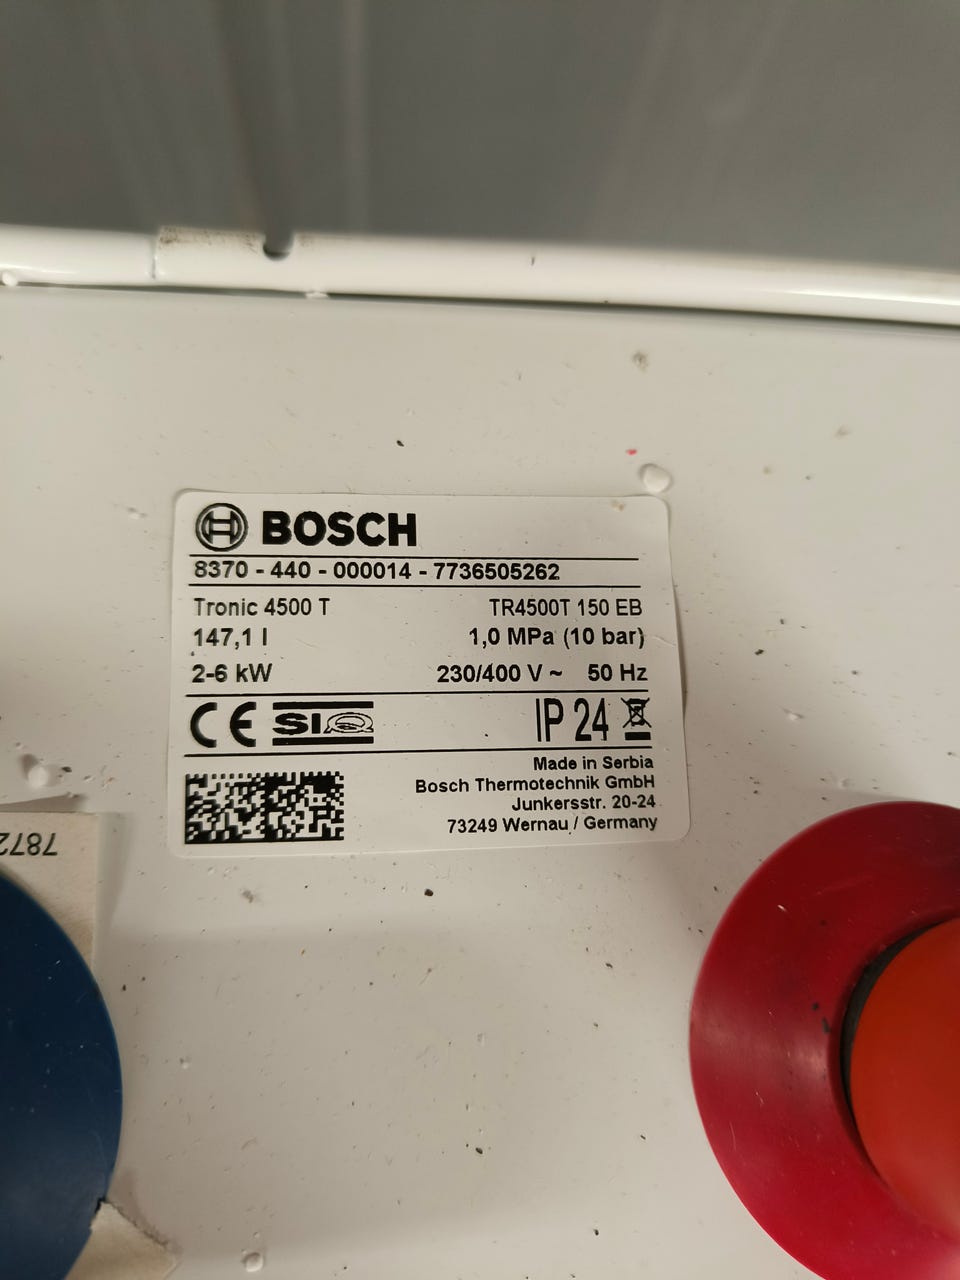 BOSCH
8370 - 440 - 000014 - 7736505262
Tronic 4500 T TR4500T 150 EB
147,1 l 1,0 MPa (10 bar)
2-6 kW 230/400 V ~ 50 Hz
CE SIQ IP 24
Made in Serbia
Bosch Thermotechnik GmbH
Junkersstr. 20-24
73249 Wernau / Germany
7872